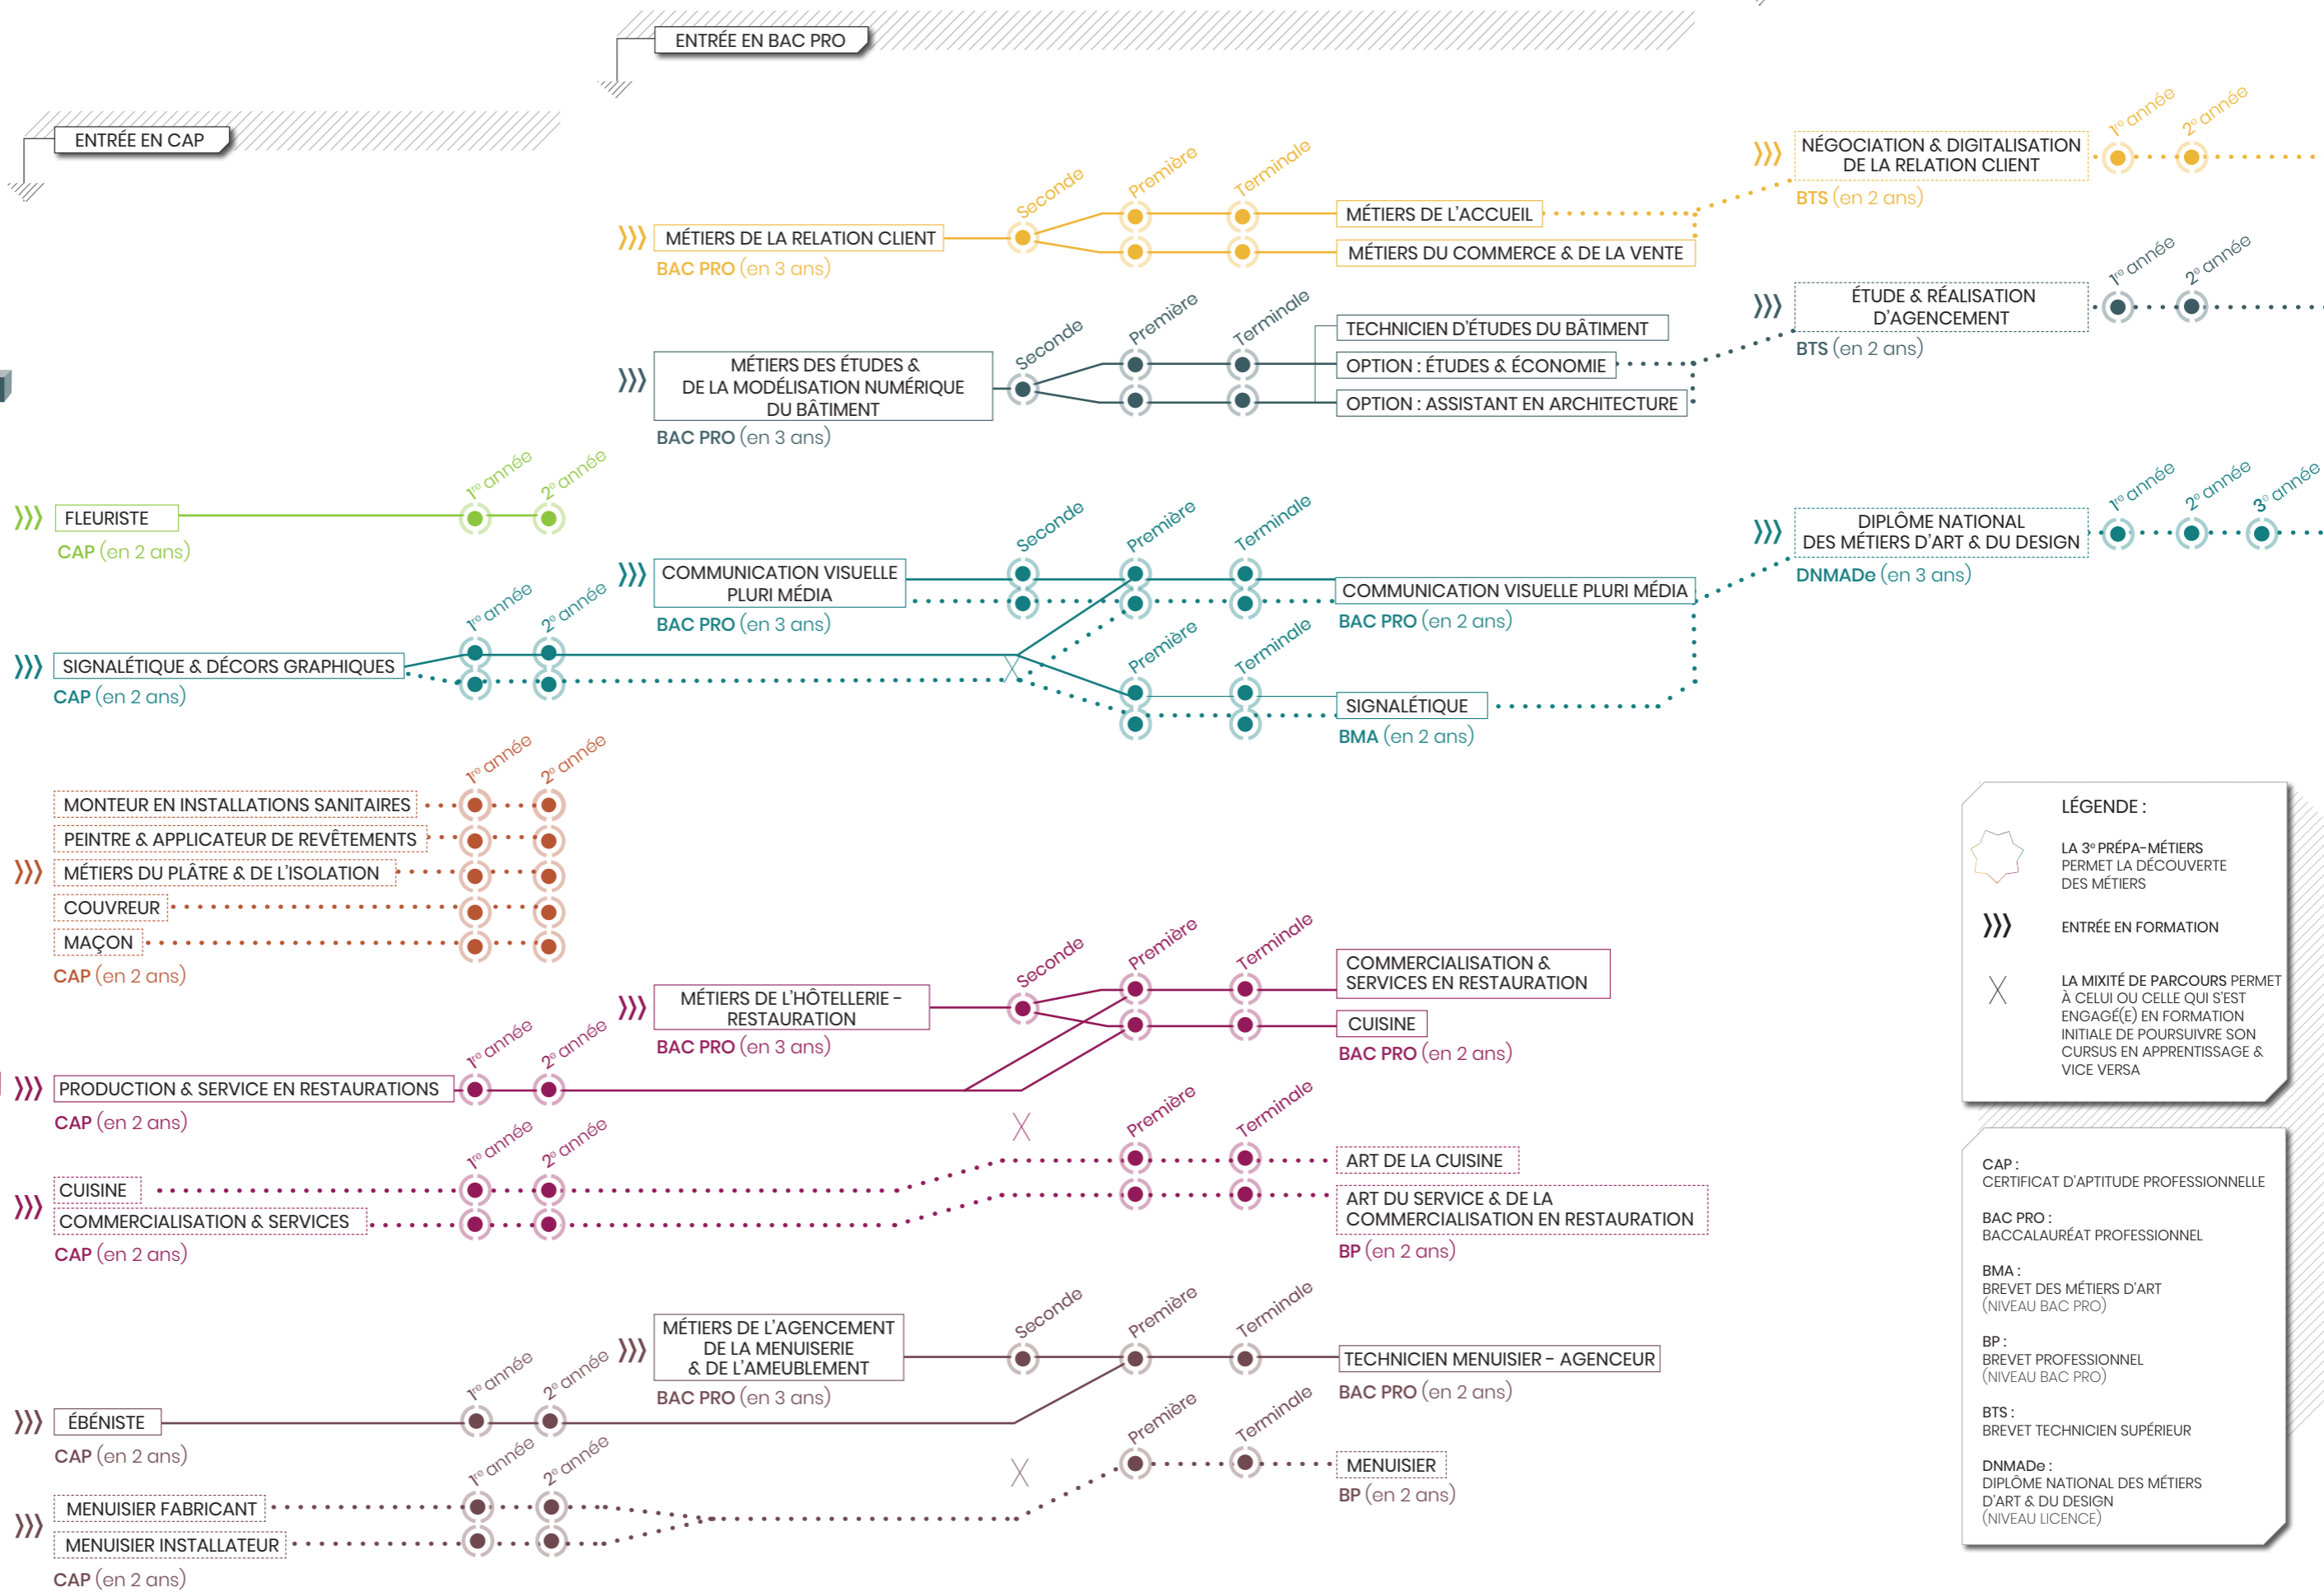 ENTRÉE EN BAC PRO
ENTRÉE EN CAP
1re année
2e année
NÉGOCIATION & DIGITALISATION
DE LA RELATION CLIENT
BTS (en 2 ans)
Seconde
Première
Terminale
MÉTIERS DE LA RELATION CLIENT
BAC PRO (en 3 ans)
MÉTIERS DE L'ACCUEIL
MÉTIERS DU COMMERCE & DE LA VENTE
1re année
2e année
ÉTUDE & RÉALISATION
D'AGENCEMENT
BTS (en 2 ans)
Seconde
Première
Terminale
MÉTIERS DES ÉTUDES &
DE LA MODÉLISATION NUMÉRIQUE
DU BÂTIMENT
BAC PRO (en 3 ans)
TECHNICIEN D'ÉTUDES DU BÂTIMENT
OPTION : ÉTUDES & ÉCONOMIE
OPTION : ASSISTANT EN ARCHITECTURE
1re année
2e année
FLEURISTE
CAP (en 2 ans)
Seconde
Première
Terminale
COMMUNICATION VISUELLE
PLURI MÉDIA
BAC PRO (en 3 ans)
COMMUNICATION VISUELLE PLURI MÉDIA
BAC PRO (en 2 ans)
1re année
2e année
3e année
DIPLÔME NATIONAL
DES MÉTIERS D'ART & DU DESIGN
DNMADe (en 3 ans)
1re année
2e année
SIGNALÉTIQUE & DÉCORS GRAPHIQUES
CAP (en 2 ans)
Première
Terminale
SIGNALÉTIQUE
BMA (en 2 ans)
1re année
2e année
MONTEUR EN INSTALLATIONS SANITAIRES
PEINTRE & APPLICATEUR DE REVÊTEMENTS
MÉTIERS DU PLÂTRE & DE L'ISOLATION
COUVREUR
MAÇON
CAP (en 2 ans)
Seconde
Première
Terminale
MÉTIERS DE L'HÔTELLERIE -
RESTAURATION
BAC PRO (en 3 ans)
COMMERCIALISATION &
SERVICES EN RESTAURATION
CUISINE
BAC PRO (en 2 ans)
1re année
2e année
PRODUCTION & SERVICE EN RESTAURATIONS
CAP (en 2 ans)
1re année
2e année
CUISINE
COMMERCIALISATION & SERVICES
CAP (en 2 ans)
Première
Terminale
ART DE LA CUISINE
ART DU SERVICE & DE LA
COMMERCIALISATION EN RESTAURATION
BP (en 2 ans)
Seconde
Première
Terminale
MÉTIERS DE L'AGENCEMENT
DE LA MENUISERIE
& DE L'AMEUBLEMENT
BAC PRO (en 3 ans)
TECHNICIEN MENUISIER - AGENCEUR
BAC PRO (en 2 ans)
1re année
2e année
ÉBÉNISTE
CAP (en 2 ans)
1re année
2e année
MENUISIER FABRICANT
MENUISIER INSTALLATEUR
CAP (en 2 ans)
Première
Terminale
MENUISIER
BP (en 2 ans)
LÉGENDE :
LA 3e PRÉPA-MÉTIERS
PERMET LA DÉCOUVERTE
DES MÉTIERS
ENTRÉE EN FORMATION
LA MIXITÉ DE PARCOURS PERMET
À CELUI OU CELLE QUI S'EST
ENGAGÉ(E) EN FORMATION
INITIALE DE POURSUIVRE SON
CURSUS EN APPRENTISSAGE &
VICE VERSA
CAP :
CERTIFICAT D'APTITUDE PROFESSIONNELLE
BAC PRO :
BACCALAURÉAT PROFESSIONNEL
BMA :
BREVET DES MÉTIERS D'ART
(NIVEAU BAC PRO)
BP :
BREVET PROFESSIONNEL
(NIVEAU BAC PRO)
BTS :
BREVET TECHNICIEN SUPÉRIEUR
DNMADe :
DIPLÔME NATIONAL DES MÉTIERS
D'ART & DU DESIGN
(NIVEAU LICENCE)